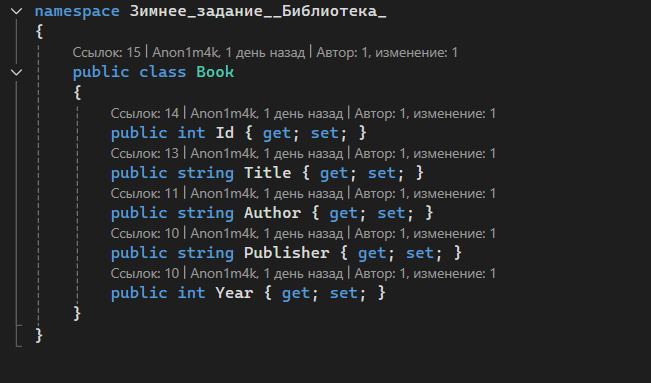 namespace Зимнее_задание__Библиотека_
{
Ссылок: 15 | Anon1m4k, 1 день назад | Автор: 1, изменение: 1
public class Book
{
Ссылок: 14 | Anon1m4k, 1 день назад | Автор: 1, изменение: 1
public int Id { get; set; }
Ссылок: 13 | Anon1m4k, 1 день назад | Автор: 1, изменение: 1
public string Title { get; set; }
Ссылок: 11 | Anon1m4k, 1 день назад | Автор: 1, изменение: 1
public string Author { get; set; }
Ссылок: 10 | Anon1m4k, 1 день назад | Автор: 1, изменение: 1
public string Publisher { get; set; }
Ссылок: 10 | Anon1m4k, 1 день назад | Автор: 1, изменение: 1
public int Year { get; set; }
}
}